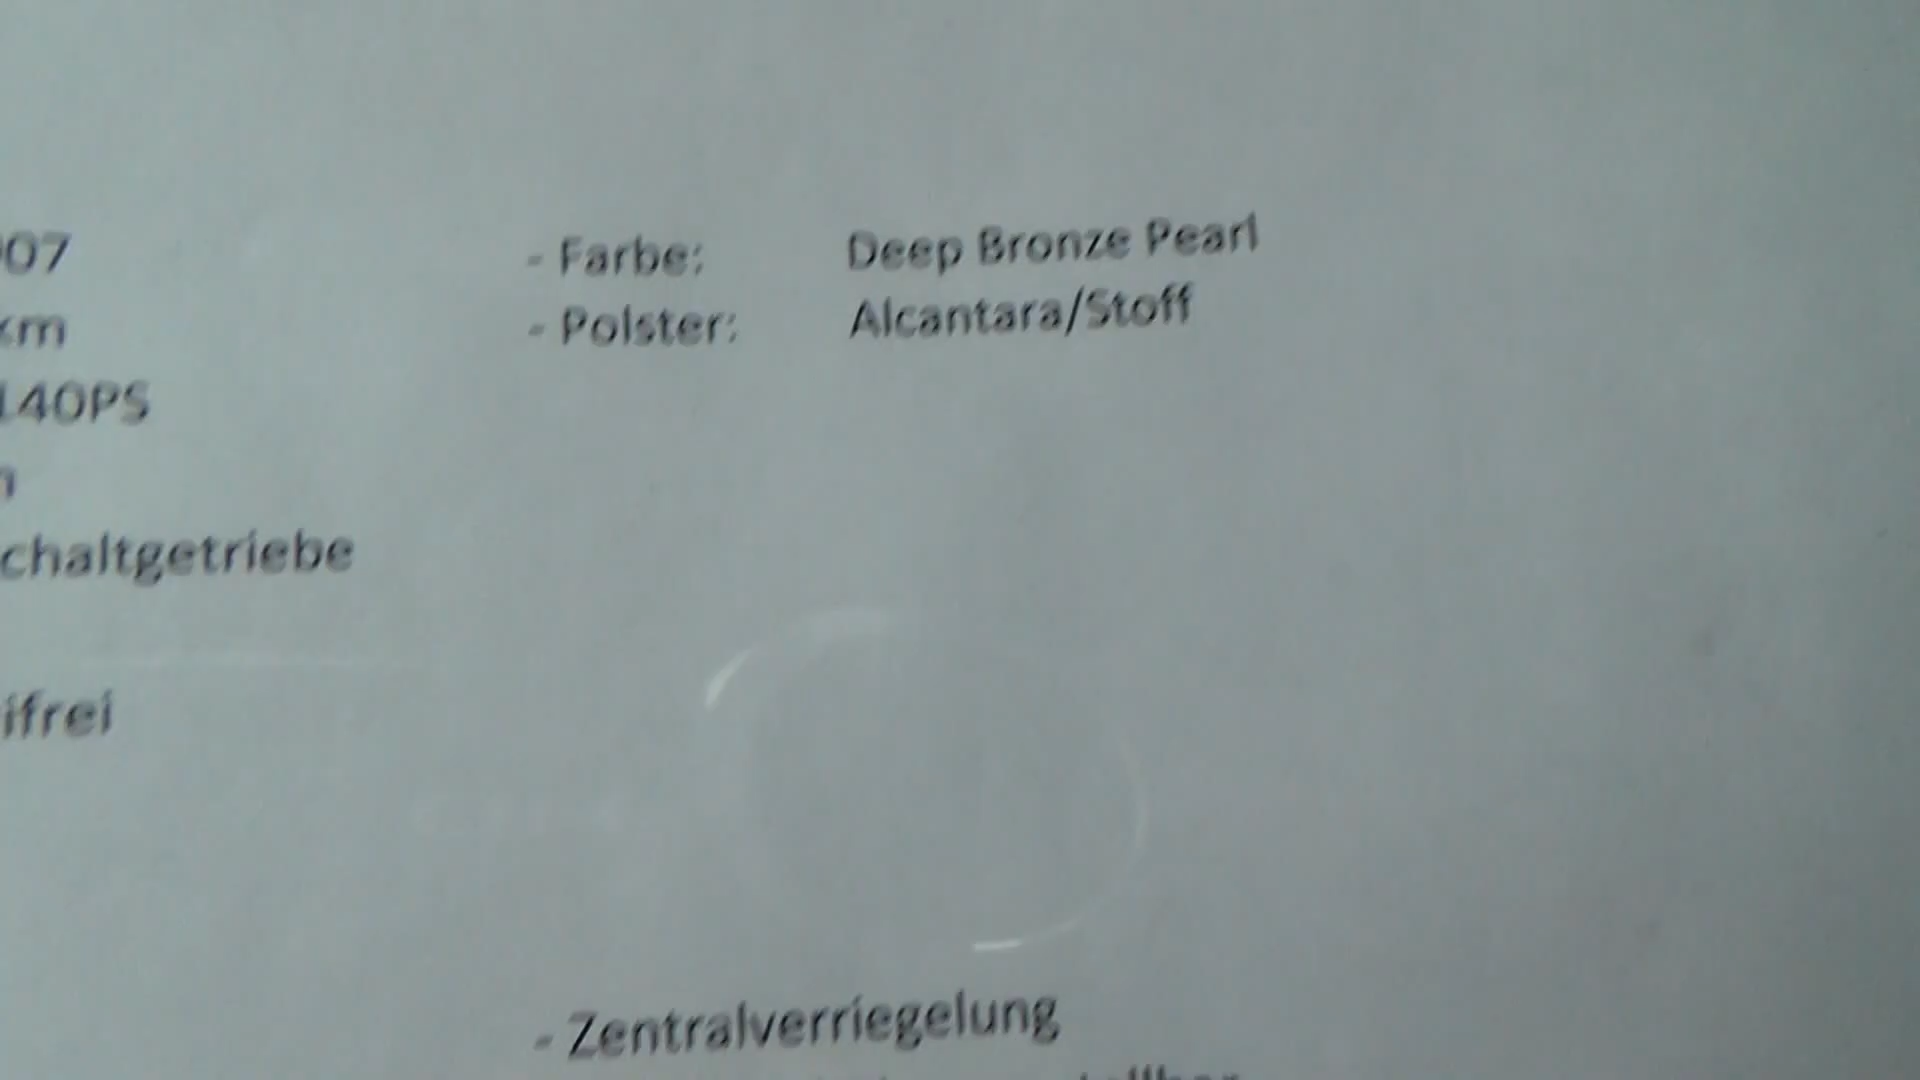 07
km
140PS
chaltgetriebe
ifrei
- Farbe: Deep Bronze Pearl
- Polster: Alcantara/Stoff
- Zentralverriegelung